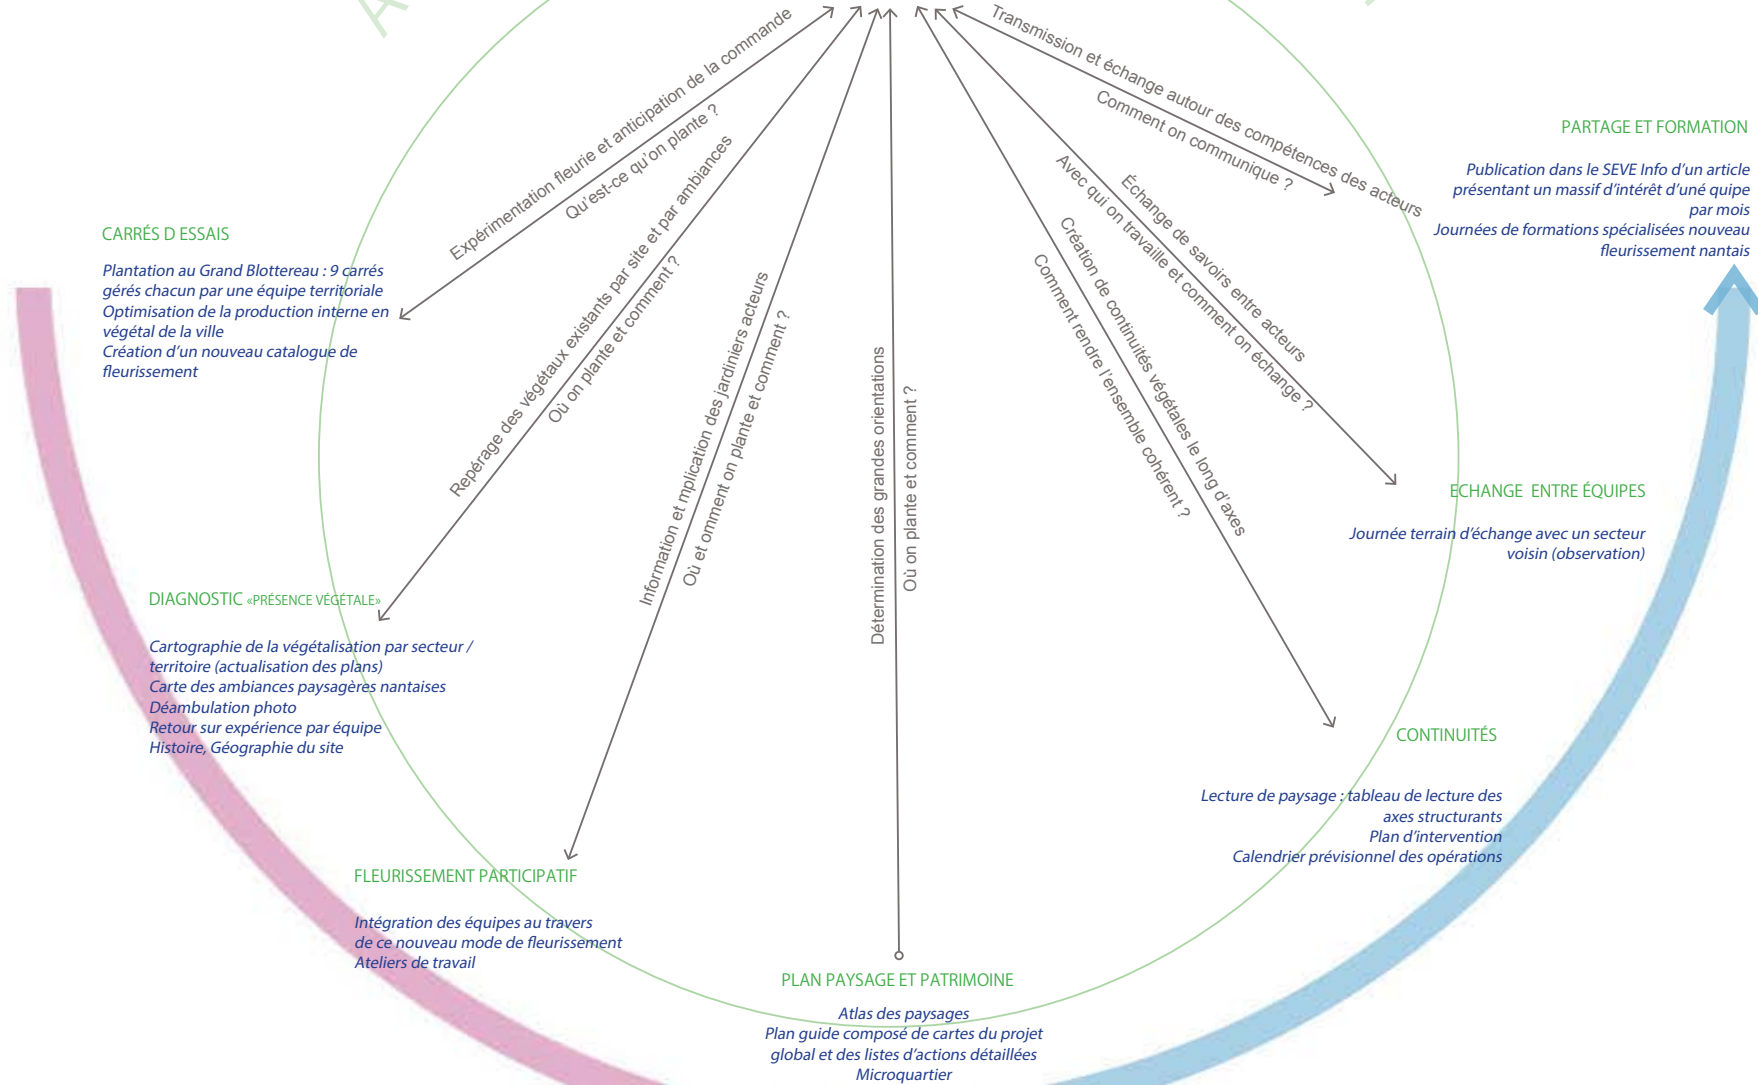 Expérimentation fleurie et anticipation de la commande
Qu'est-ce qu'on plante ?
CARRÉS D ESSAIS
Plantation au Grand Blottereau : 9 carrés
gérés chacun par une équipe territoriale
Optimisation de la production interne en
végétal de la ville
Création d'un nouveau catalogue de
fleurissement
Repérage des végétaux existants par site et par ambiances
Où on plante et comment ?
DIAGNOSTIC «PRÉSENCE VÉGÉTALE»
Cartographie de la végétalisation par secteur /
territoire (actualisation des plans)
Carte des ambiances paysagères nantaises
Déambulation photo
Retour sur expérience par équipe
Histoire, Géographie du site
Information et mplication des jardiniers acteurs
Où et omment on plante et comment ?
FLEURISSEMENT PARTICIPATIF
Intégration des équipes au travers
de ce nouveau mode de fleurissement
Ateliers de travail
Détermination des grandes orientations
Où on plante et comment ?
PLAN PAYSAGE ET PATRIMOINE
Atlas des paysages
Plan guide composé de cartes du projet
global et des listes d'actions détaillées
Microquartier
Création de continuités végétales le long d'axes
Comment rendre l'ensemble cohérent ?
CONTINUITÉS
Lecture de paysage : tableau de lecture des
axes structurants
Plan d'intervention
Calendrier prévisionnel des opérations
Échange de savoirs entre acteurs
Avec qui on travaille et comment on échange ?
ECHANGE ENTRE ÉQUIPES
Journée terrain d'échange avec un secteur
voisin (observation)
Transmission et échange autour des compétences des acteurs
Comment on communique ?
PARTAGE ET FORMATION
Publication dans le SEVE Info d'un article
présentant un massif d'intérêt d'uné quipe
par mois
Journées de formations spécialisées nouveau
fleurissement nantais